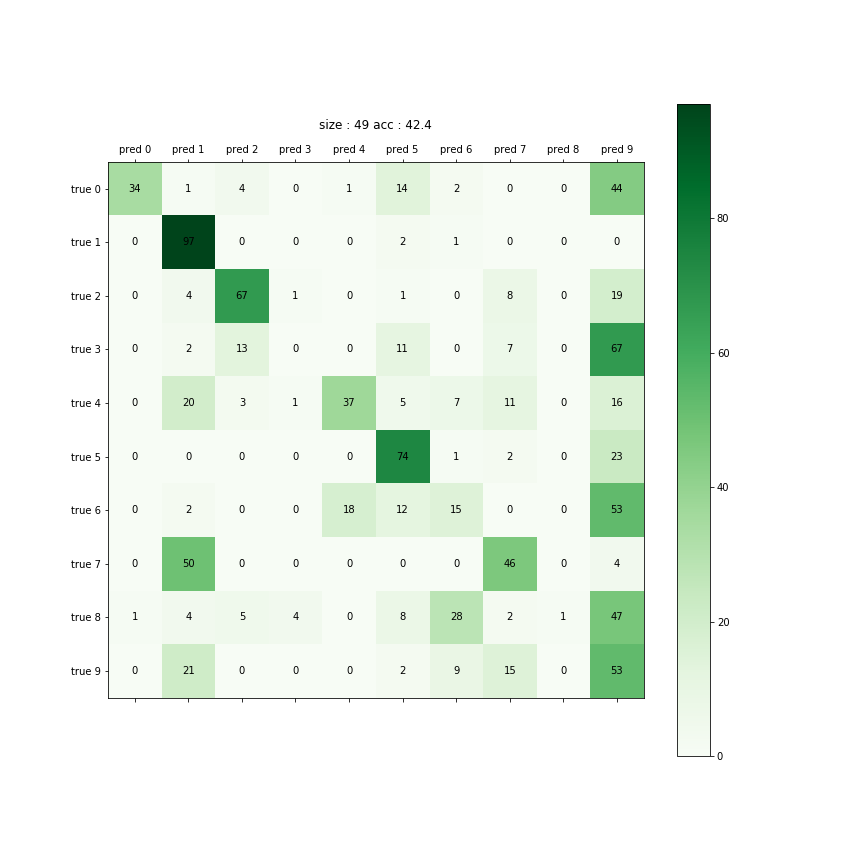 size : 49 acc : 42.4
pred 0 pred 1 pred 2 pred 3 pred 4 pred 5 pred 6 pred 7 pred 8 pred 9
true 0 34 1 4 0 1 14 2 0 0 44
true 1 0 97 0 0 0 2 1 0 0 0
80
true 2 0 4 67 1 0 1 0 8 0 19
true 3 0 2 13 0 0 11 0 7 0 67
60
true 4 0 20 3 1 37 5 7 11 0 16
true 5 0 0 0 0 0 74 1 2 0 23
40
true 6 0 2 0 0 18 12 15 0 0 53
true 7 0 50 0 0 0 0 0 46 0 4
true 8 1 4 5 4 0 8 28 2 1 47
20
true 9 0 21 0 0 0 2 9 15 0 53
0